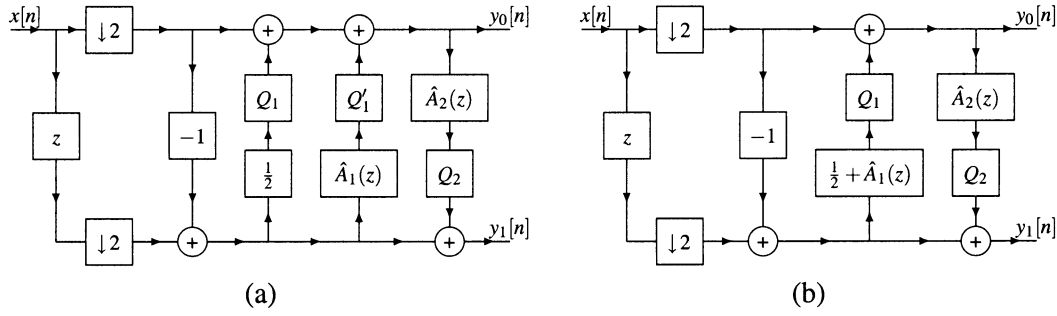 x[n] ↓2 y₀[n]
Q₁ Q′₁ Â₂(z)
z −1 ½ Â₁(z) Q₂
↓2 y₁[n]
(a)
x[n] ↓2 y₀[n]
Q₁ Â₂(z)
z −1 ½ + Â₁(z) Q₂
↓2 y₁[n]
(b)